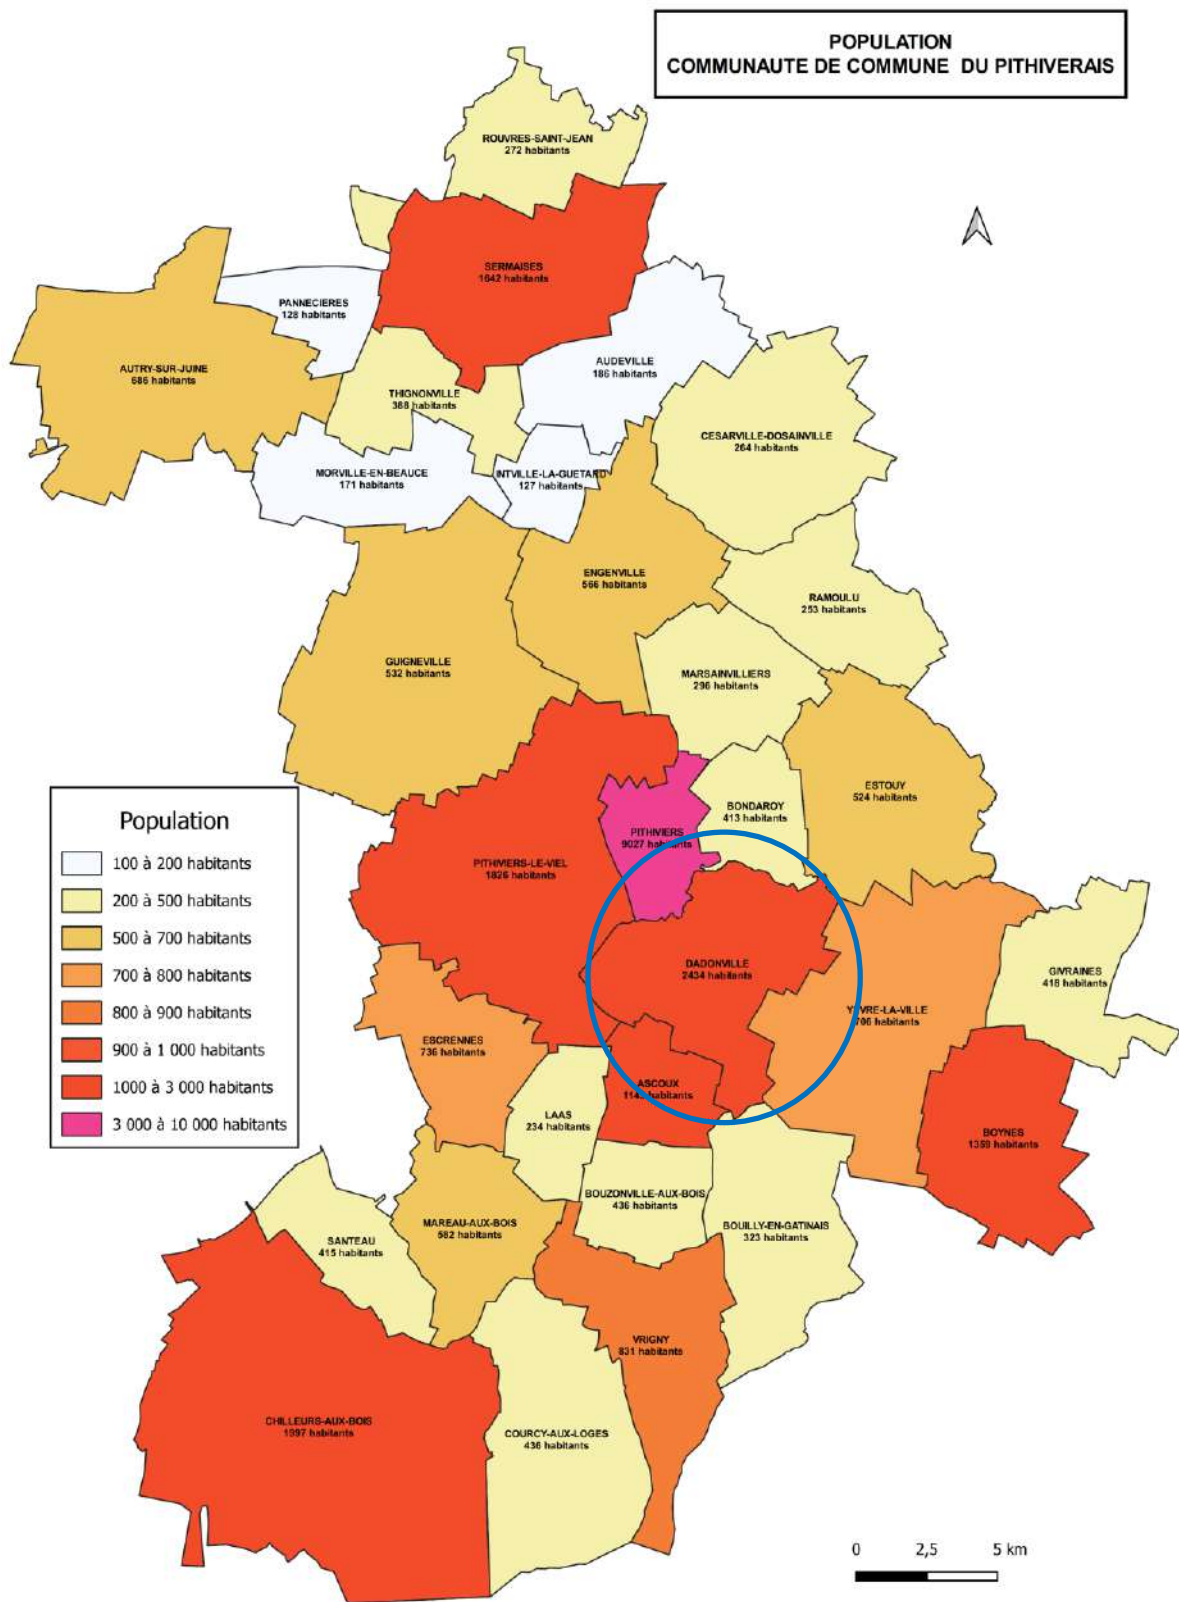 POPULATION
COMMUNAUTE DE COMMUNE DU PITHIVERAIS
ROUVRES-SAINT-JEAN
272 habitants
SERMAISES
1642 habitants
PANNECIERES
128 habitants
AUDEVILLE
186 habitants
AUTRY-SUR-JUINE
686 habitants
THIGNONVILLE
388 habitants
CESARVILLE-DOSAINVILLE
264 habitants
MORVILLE-EN-BEAUCE
171 habitants
INTVILLE-LA-GUETARD
127 habitants
ENGENVILLE
566 habitants
RAMOULU
253 habitants
GUIGNEVILLE
532 habitants
MARSAINVILLIERS
296 habitants
ESTOUY
524 habitants
BONDAROY
413 habitants
PITHIVIERS
9027 habitants
PITHIVIERS-LE-VIEL
1826 habitants
Population
100 à 200 habitants
200 à 500 habitants
500 à 700 habitants
700 à 800 habitants
800 à 900 habitants
900 à 1 000 habitants
1000 à 3 000 habitants
3 000 à 10 000 habitants
DADONVILLE
2434 habitants
GIVRAINES
418 habitants
habitants
ESCRENNES
736 habitants
ASCOUX
habitants
LAAS
234 habitants
BOYNES
1359 habitants
BOUZONVILLE-AUX-BOIS
436 habitants
MAREAU-AUX-BOIS
582 habitants
BOUILLY-EN-GATINAIS
323 habitants
SANTEAU
415 habitants
VRIGNY
831 habitants
CHILLEURS-AUX-BOIS
1997 habitants
COURCY-AUX-LOGES
436 habitants
0 2,5 5 km